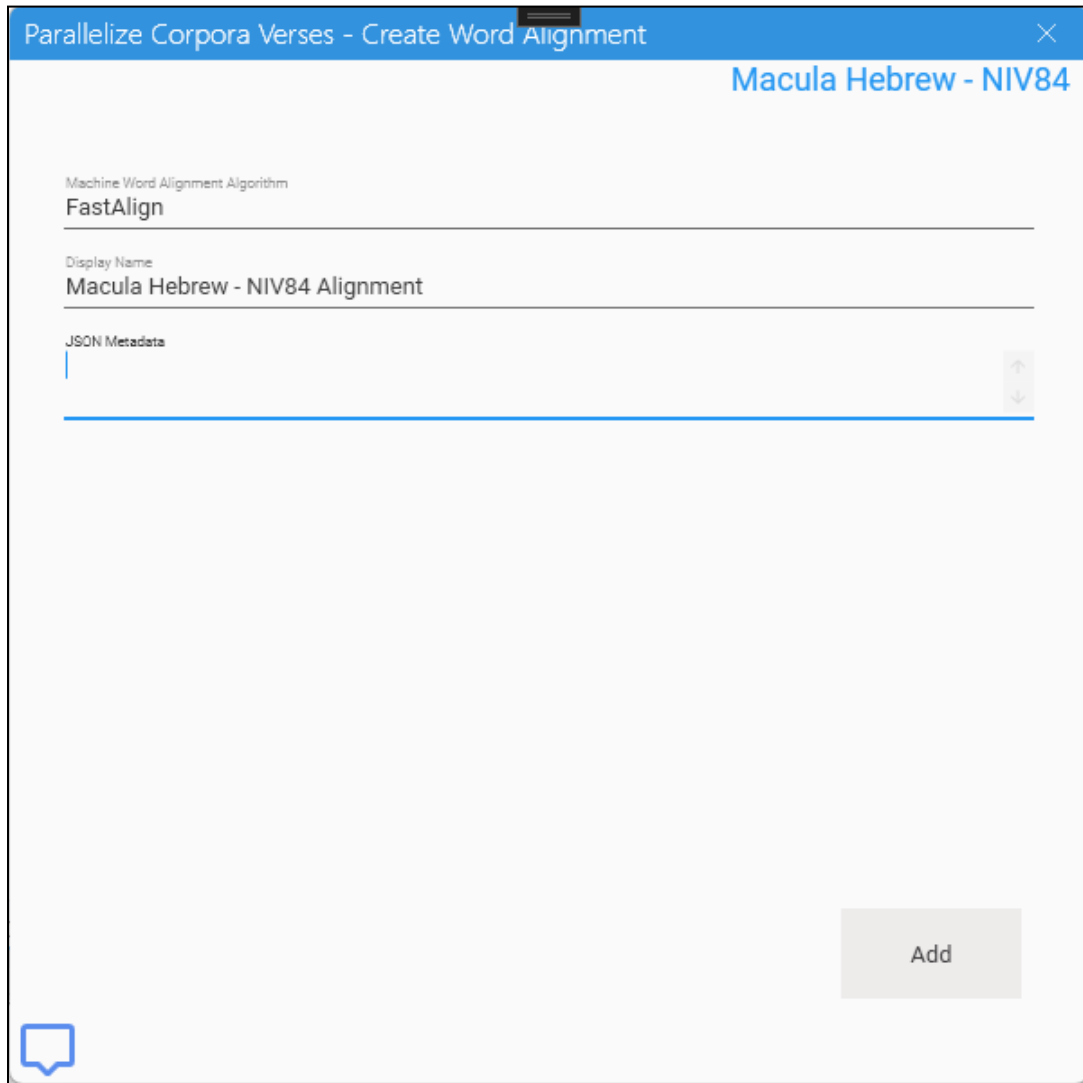 Parallelize Corpora Verses - Create Word Alignment
Macula Hebrew - NIV84
Machine Word Alignment Algorithm
FastAlign
Display Name
Macula Hebrew - NIV84 Alignment
JSON Metadata
Add